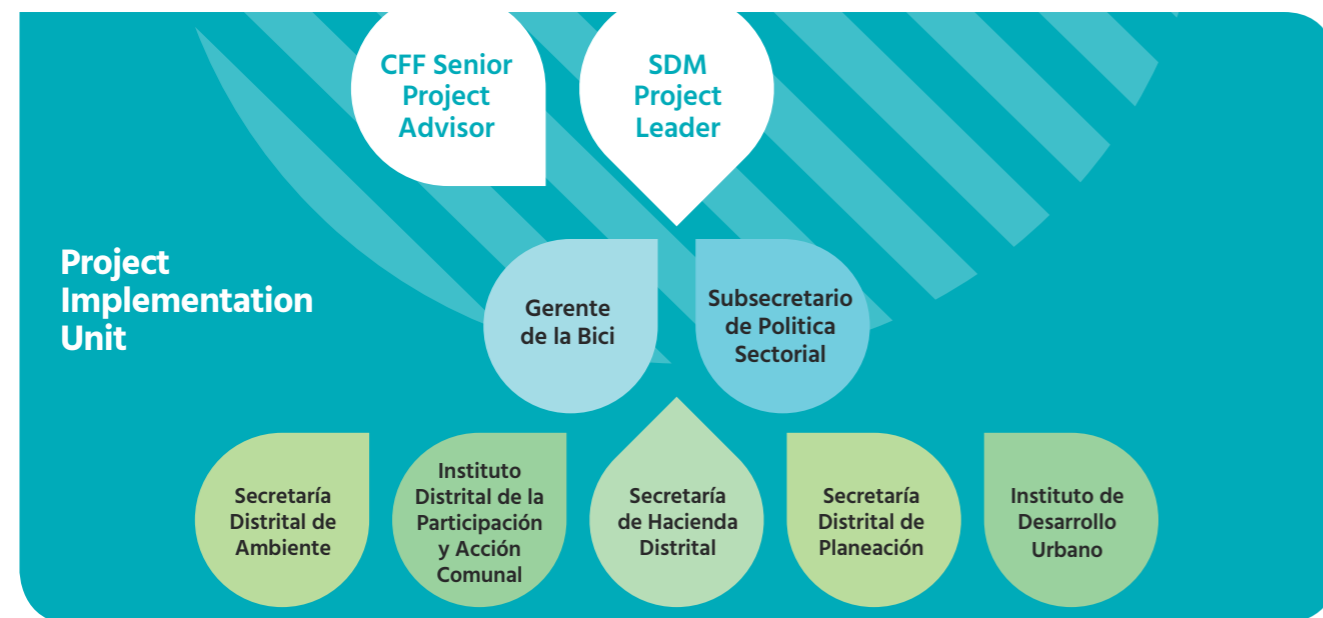 CFF Senior
Project
Advisor
SDM
Project
Leader
Project
Implementation
Unit
Gerente
de la Bici
Subsecretario
de Politica
Sectorial
Secretaría
Distrital de
Ambiente
Instituto
Distrital de la
Participación
y Acción
Comunal
Secretaría
de Hacienda
Distrital
Secretaría
Distrital de
Planeación
Instituto de
Desarrollo
Urbano